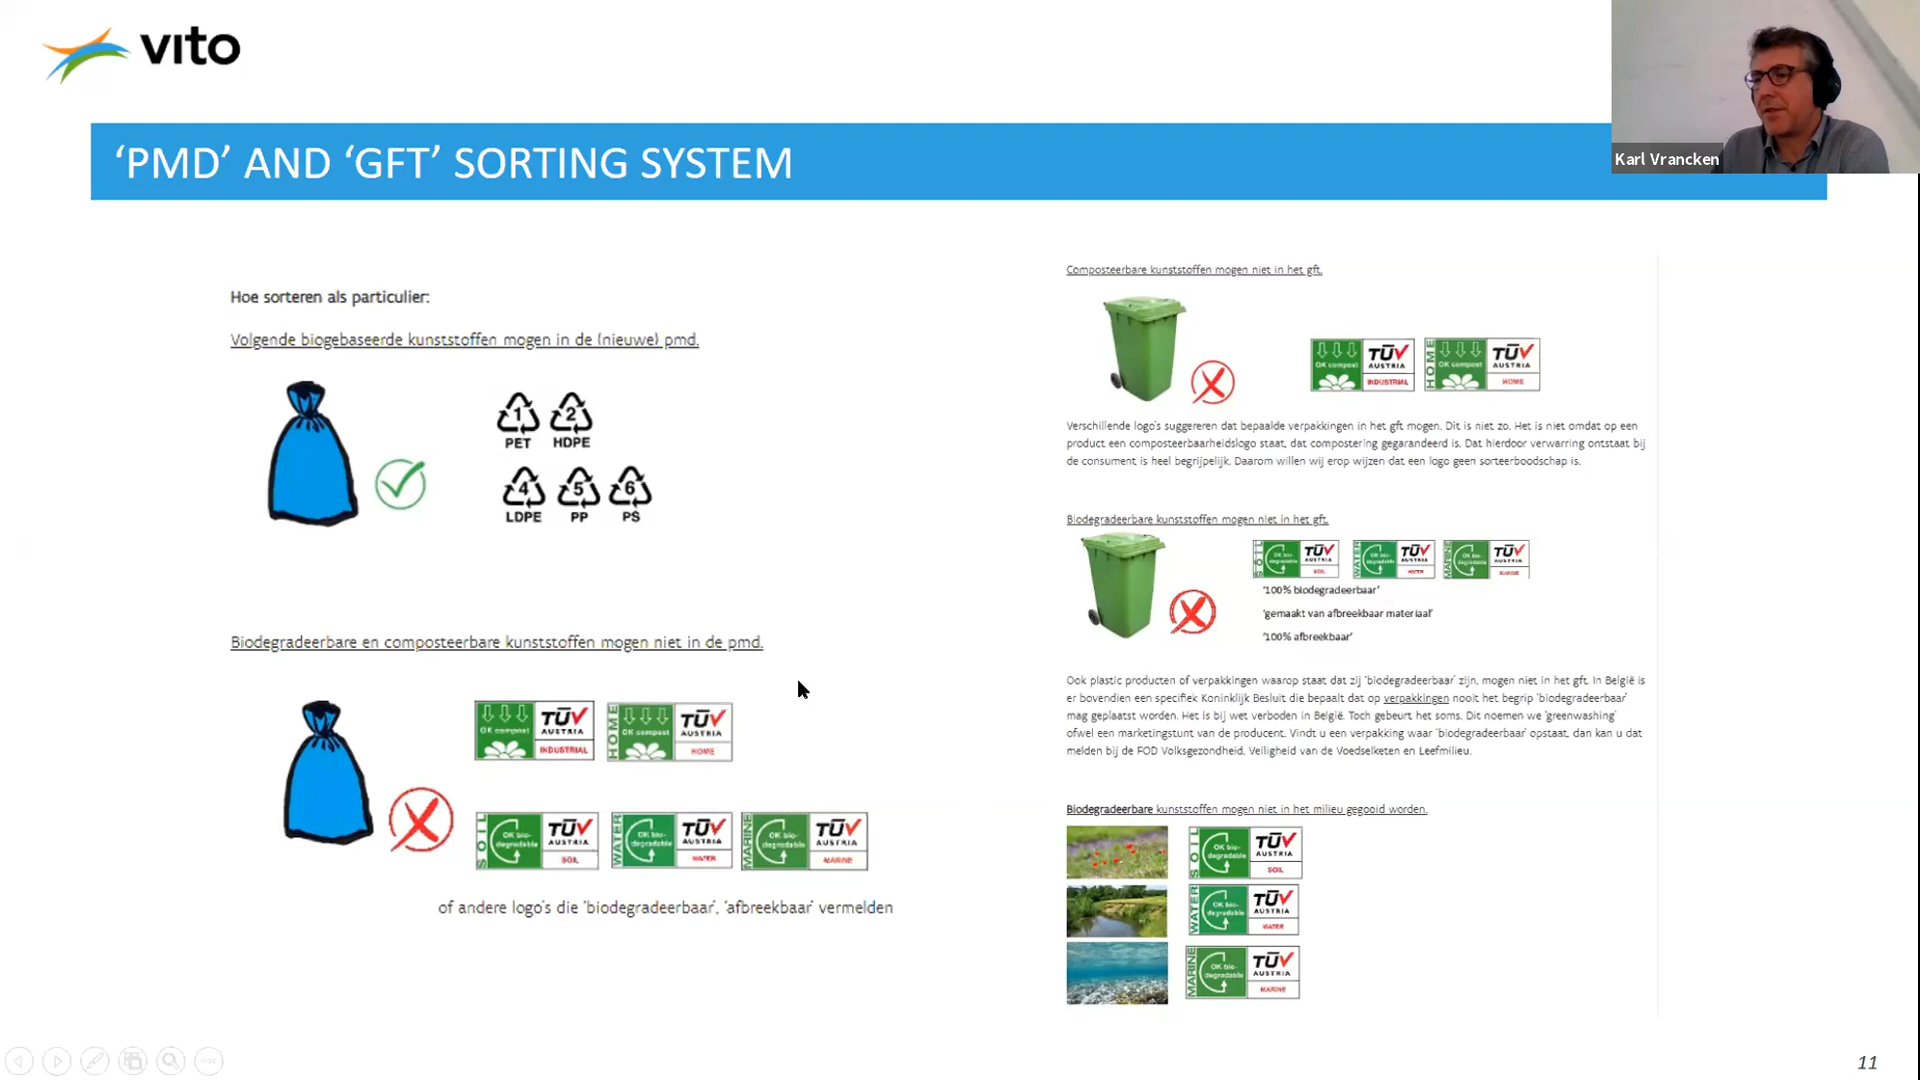 vito
Karl Vrancken
‘PMD’ AND ‘GFT’ SORTING SYSTEM
Hoe sorteren als particulier:
Volgende biogebaseerde kunststoffen mogen in de (nieuwe) pmd.
1 2
PET HDPE
4 5 6
LDPE PP PS
Biodegradeerbare en composteerbare kunststoffen mogen niet in de pmd.
OK compost TÜV AUSTRIA INDUSTRIAL
HOME OK compost TÜV AUSTRIA HOME
SOIL OK bio-degradable TÜV AUSTRIA SOIL
WATER OK bio-degradable TÜV AUSTRIA WATER
MARINE OK bio-degradable TÜV AUSTRIA MARINE
of andere logo's die 'biodegradeerbaar', 'afbreekbaar' vermelden
Composteerbare kunststoffen mogen niet in het gft.
OK compost TÜV AUSTRIA INDUSTRIAL
HOME OK compost TÜV AUSTRIA HOME
Verschillende logo's suggereren dat bepaalde verpakkingen in het gft mogen. Dit is niet zo. Het is niet omdat op een
product een composteerbaarheidslogo staat, dat compostering gegarandeerd is. Dat hierdoor verwarring ontstaat bij
de consument is heel begrijpelijk. Daarom willen wij erop wijzen dat een logo geen sorteerboodschap is.
Biodegradeerbare kunststoffen mogen niet in het gft.
SOIL OK bio-degradable TÜV AUSTRIA SOIL
WATER OK bio-degradable TÜV AUSTRIA WATER
MARINE OK bio-degradable TÜV AUSTRIA MARINE
'100% biodegradeerbaar'
'gemaakt van afbreekbaar materiaal'
'100% afbreekbaar'
Ook plastic producten of verpakkingen waarop staat dat zij 'biodegradeerbaar' zijn, mogen niet in het gft. In België is
er bovendien een specifiek Koninklijk Besluit die bepaalt dat op verpakkingen nooit het begrip 'biodegradeerbaar'
mag geplaatst worden. Het is bij wet verboden in België. Toch gebeurt het soms. Dit noemen we 'greenwashing'
ofwel een marketingstunt van de producent. Vindt u een verpakking waar 'biodegradeerbaar' opstaat, dan kan u dat
melden bij de FOD Volksgezondheid, Veiligheid van de Voedselketen en Leefmilieu.
Biodegradeerbare kunststoffen mogen niet in het milieu gegooid worden.
SOIL OK bio-degradable TÜV AUSTRIA SOIL
WATER OK bio-degradable TÜV AUSTRIA WATER
MARINE OK bio-degradable TÜV AUSTRIA MARINE
11